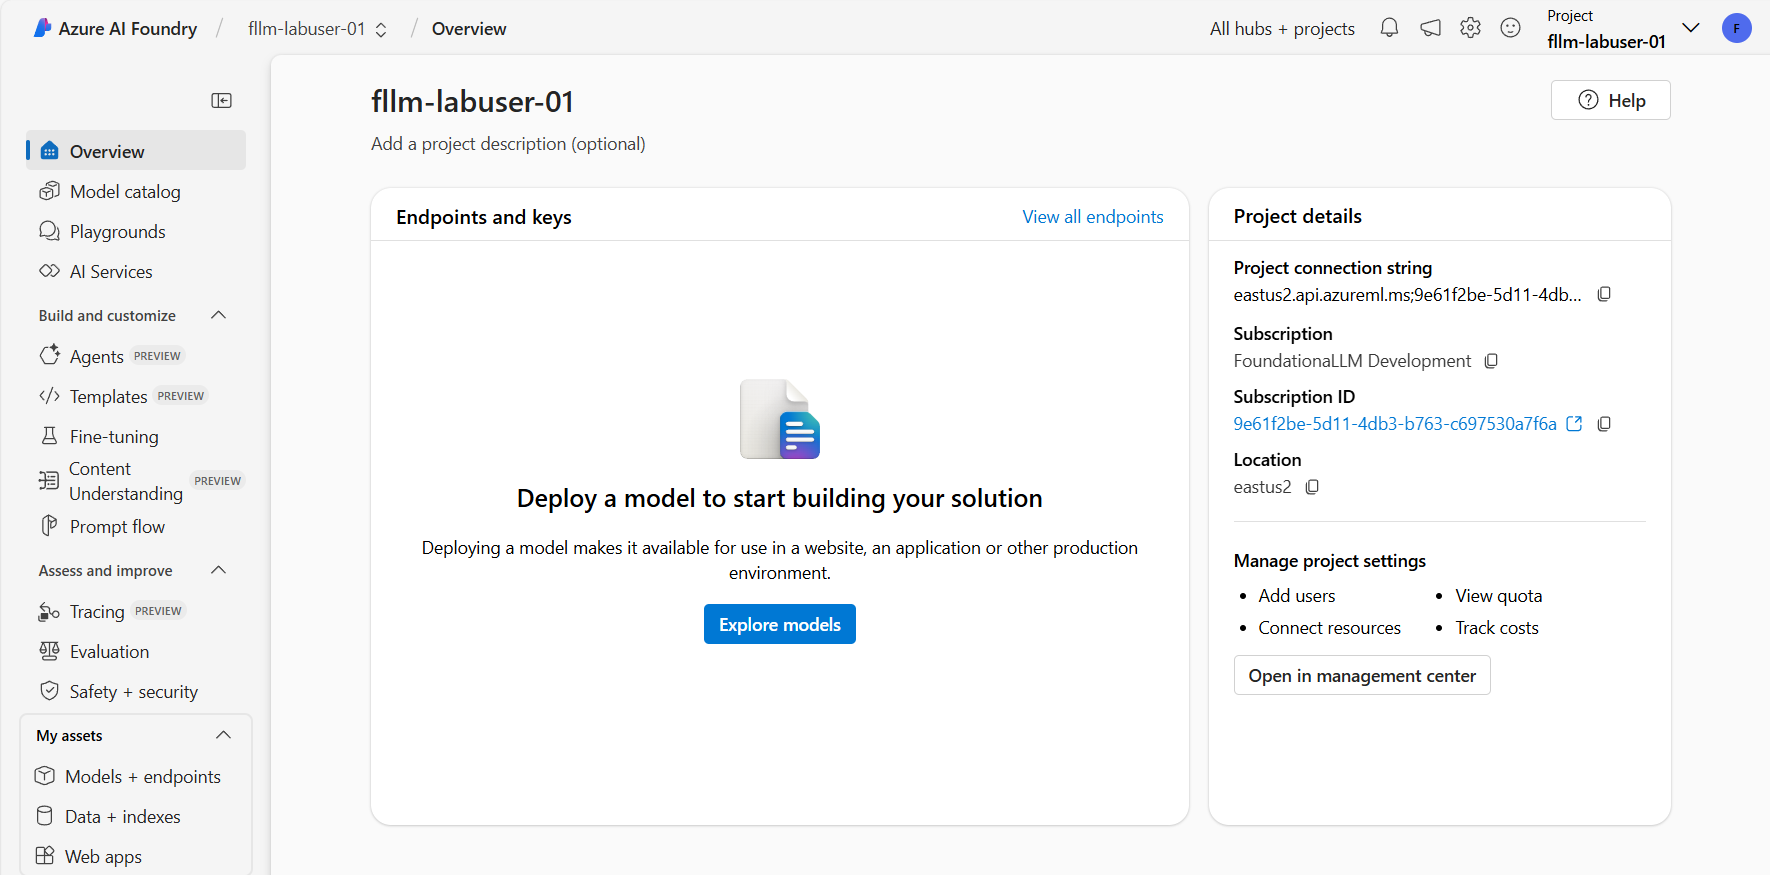 Azure AI Foundry / fllm-labuser-01 / Overview
All hubs + projects
Project
fllm-labuser-01
F
Overview
Model catalog
Playgrounds
AI Services
Build and customize
Agents PREVIEW
Templates PREVIEW
Fine-tuning
Content
Understanding PREVIEW
Prompt flow
Assess and improve
Tracing PREVIEW
Evaluation
Safety + security
My assets
Models + endpoints
Data + indexes
Web apps
fllm-labuser-01
Help
Add a project description (optional)
Endpoints and keys
View all endpoints
Deploy a model to start building your solution
Deploying a model makes it available for use in a website, an application or other production
environment.
Explore models
Project details
Project connection string
eastus2.api.azureml.ms;9e61f2be-5d11-4db...
Subscription
FoundationaLLM Development
Subscription ID
9e61f2be-5d11-4db3-b763-c697530a7f6a
Location
eastus2
Manage project settings
• Add users
• View quota
• Connect resources
• Track costs
Open in management center